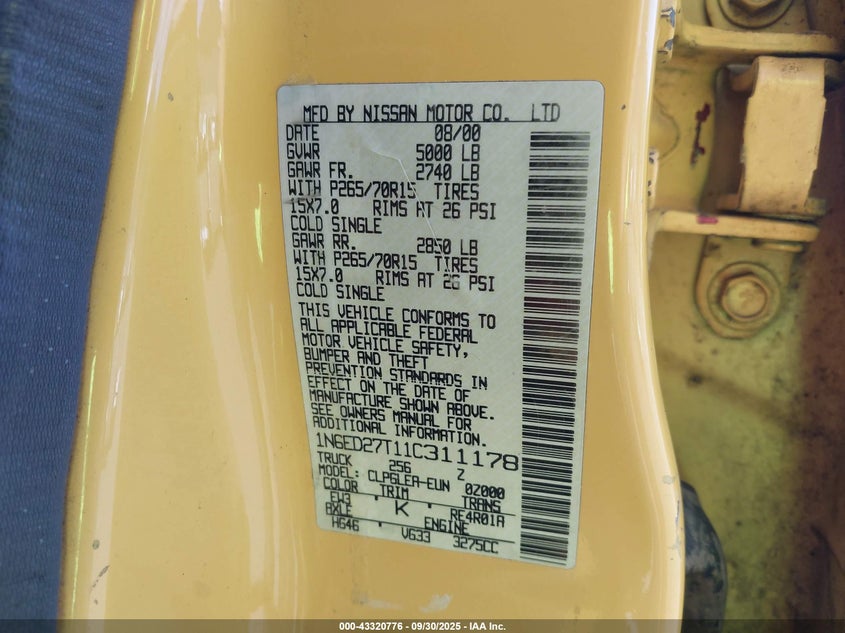 MFD BY NISSAN MOTOR CO. LTD
DATE 08/00
GVWR 5000 LB
GAWR FR. 2740 LB
WITH P265/70R15 TIRES
15X7.0 RIMS AT 26 PSI
COLD SINGLE
GAWR RR. 2850 LB
WITH P265/70R15 TIRES
15X7.0 RIMS AT 26 PSI
COLD SINGLE
THIS VEHICLE CONFORMS TO
ALL APPLICABLE FEDERAL
MOTOR VEHICLE SAFETY,
BUMPER AND THEFT
PREVENTION STANDARDS IN
EFFECT ON THE DATE OF
MANUFACTURE SHOWN ABOVE.
SEE OWNERS MANUAL FOR
ADDITIONAL INFORMATION
1N6ED27T11C311178
TRUCK 256 Z
MODEL: CLPGLEA-EUN 02000
COLOR TRIM TRANS
EW3 K RE4R01A
AXLE ENGINE
HG46 VG33 3275CC
000-43320776 - 09/30/2025 - IAA Inc.